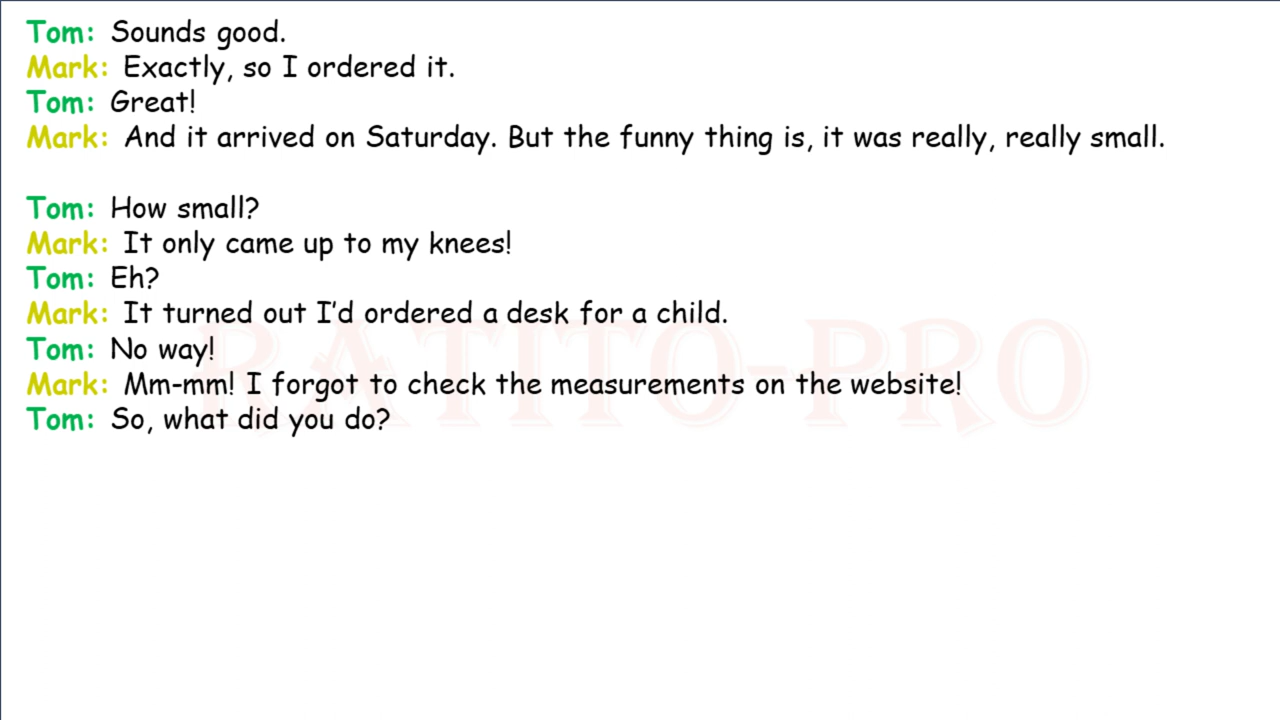 Tom: Sounds good.
Mark: Exactly, so I ordered it.
Tom: Great!
Mark: And it arrived on Saturday. But the funny thing is, it was really, really small.
Tom: How small?
Mark: It only came up to my knees!
Tom: Eh?
Mark: It turned out I'd ordered a desk for a child.
Tom: No way!
Mark: Mm-mm! I forgot to check the measurements on the website!
Tom: So, what did you do?
RATITO-PRO